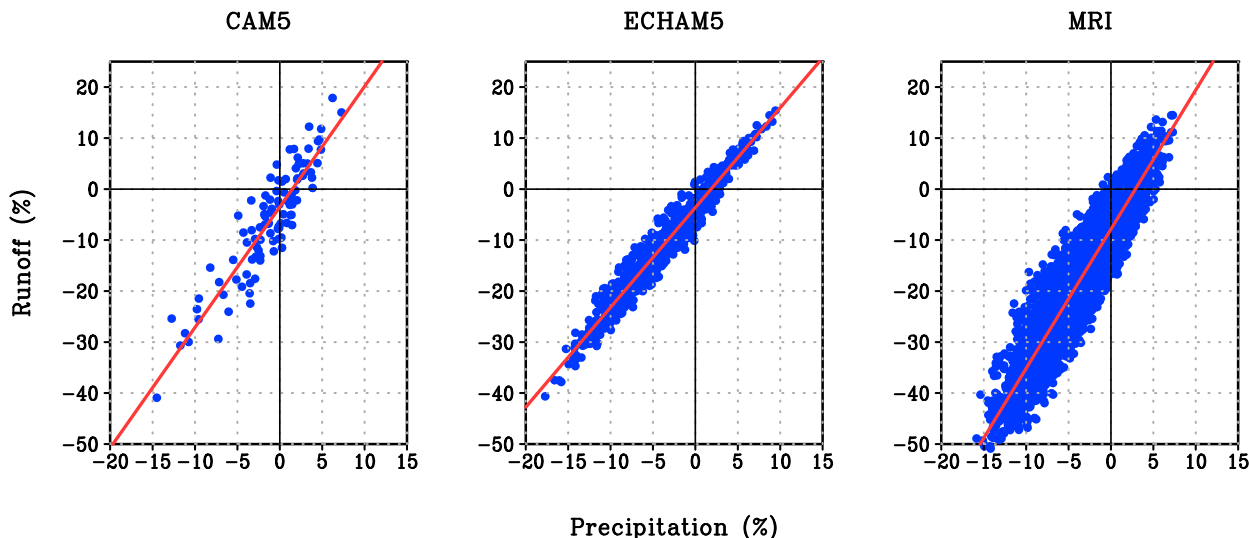 CAM5 ECHAM5 MRI
20 20 20
10 10 10
0 0 0
−10 −10 −10
−20 −20 −20
−30 −30 −30
−40 −40 −40
−50 −50 −50
−20 −15 −10 −5 0 5 10 15 −20 −15 −10 −5 0 5 10 15 −20 −15 −10 −5 0 5 10 15
Runoff (%)
Precipitation (%)